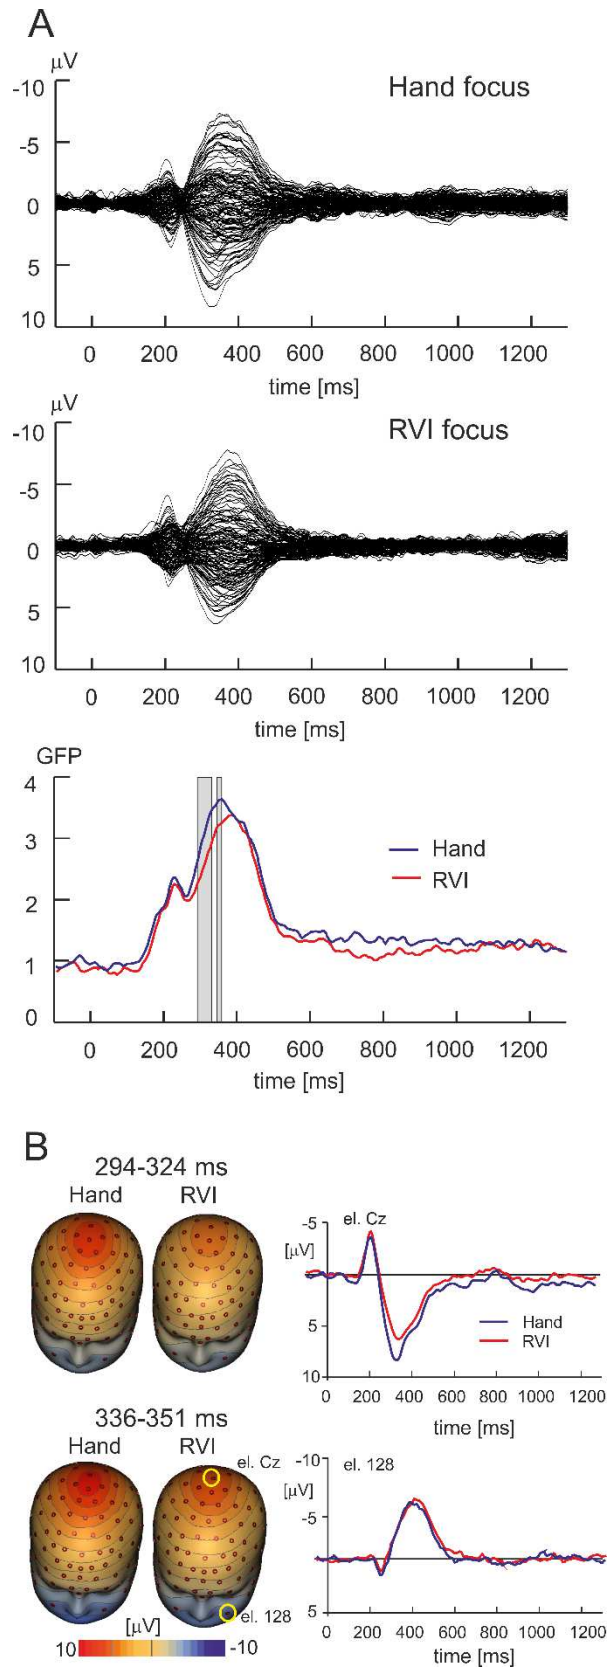 A
µV
Hand focus
-10
-5
0
5
10
0 200 400 600 800 1000 1200
time [ms]
µV
RVI focus
-10
-5
0
5
10
0 200 400 600 800 1000 1200
time [ms]
GFP
4
3
2
1
0
Hand
RVI
0 200 400 600 800 1000 1200
time [ms]
B
294-324 ms
Hand RVI
-5
[µV]
0
5
10
el. Cz
Hand
RVI
0 200 400 600 800 1000 1200
time [ms]
336-351 ms
Hand RVI
el. Cz
el. 128
[µV]
10 -10
-10
[µV]
-5
0
5
el. 128
0 200 400 600 800 1000 1200
time [ms]